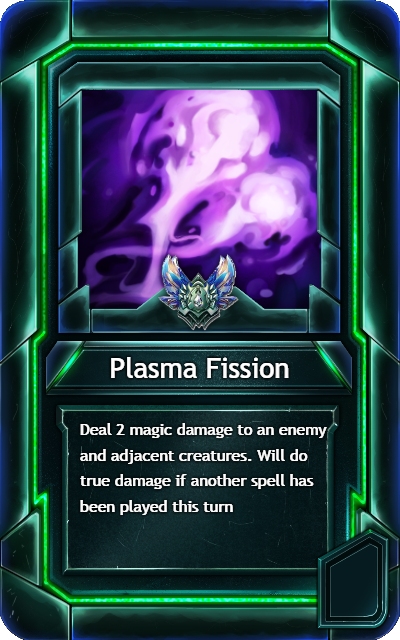 Plasma Fission
Deal 2 magic damage to an enemy
and adjacent creatures. Will do
true damage if another spell has
been played this turn